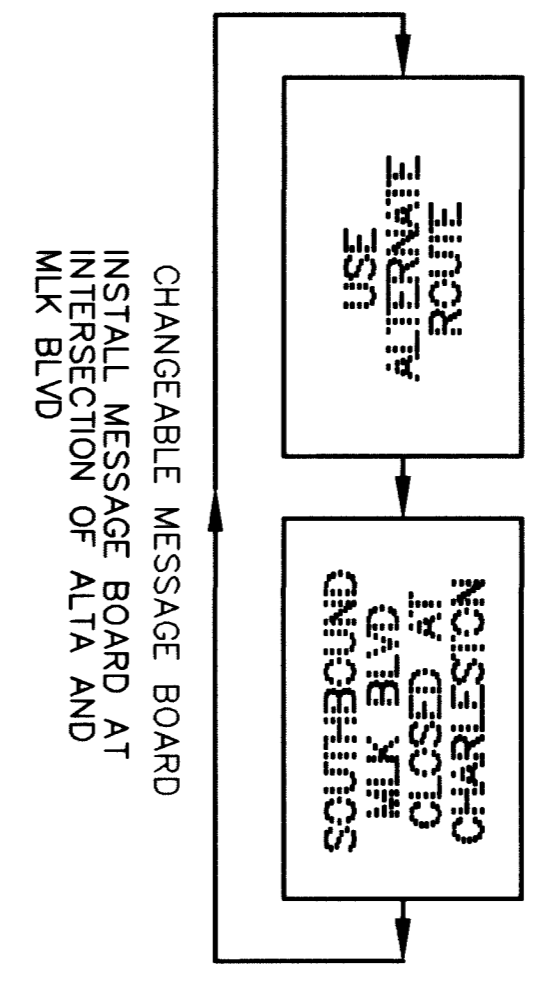 USE
ALTERNATE
ROUTE
SOUTHBOUND
MLK BLVD
CLOSED AT
CHARLESTON
CHANGEABLE MESSAGE BOARD
INSTALL MESSAGE BOARD AT
INTERSECTION OF ALTA AND
MLK BLVD